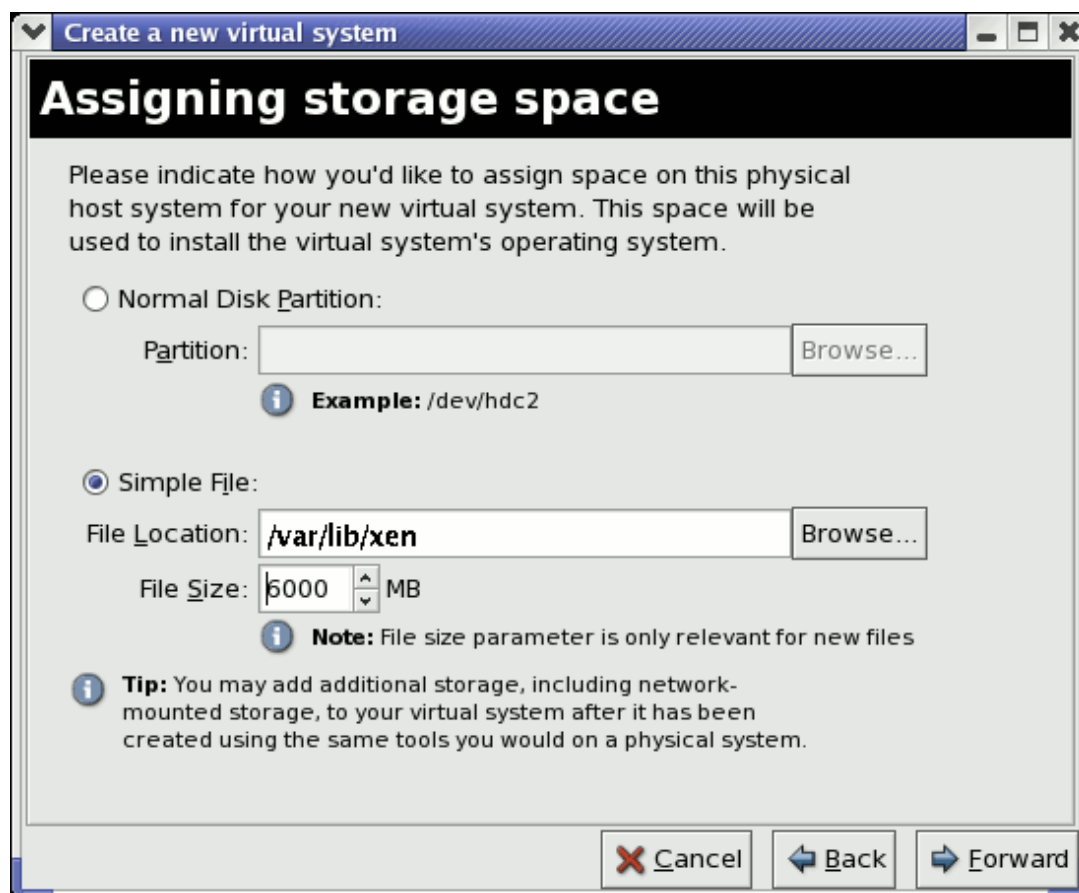 Create a new virtual system
Assigning storage space
Please indicate how you'd like to assign space on this physical
host system for your new virtual system. This space will be
used to install the virtual system's operating system.
Normal Disk Partition:
Partition: Browse...
Example: /dev/hdc2
Simple File:
File Location: /var/lib/xen Browse...
File Size: 6000 MB
Note: File size parameter is only relevant for new files
Tip: You may add additional storage, including network-
mounted storage, to your virtual system after it has been
created using the same tools you would on a physical system.
Cancel Back Forward